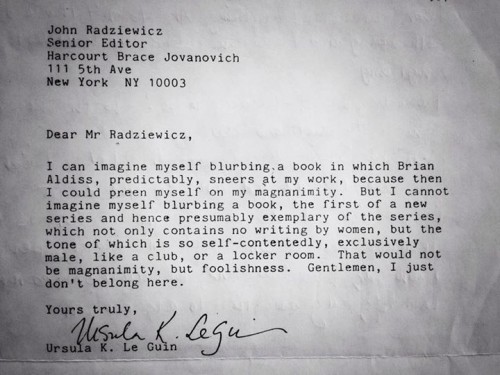 John Radziewicz
Senior Editor
Harcourt Brace Jovanovich
111 5th Ave
New York  NY 10003
Dear Mr Radziewicz,
I can imagine myself blurbing a book in which Brian
Aldiss, predictably, sneers at my work, because then
I could preen myself on my magnanimity.  But I cannot
imagine myself blurbing a book, the first of a new
series and hence presumably exemplary of the series,
which not only contains no writing by women, but the
tone of which is so self-contentedly, exclusively
male, like a club, or a locker room.  That would not
be magnanimity, but foolishness.  Gentlemen, I just
don't belong here.
Yours truly,
Ursula K. Le Guin
Ursula K. Le Guin